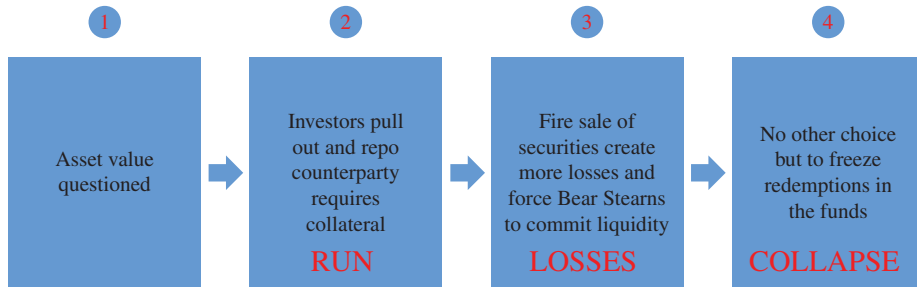 1
2
3
4
Asset value
questioned
Investors pull
out and repo
counterparty
requires
collateral
RUN
Fire sale of
securities create
more losses and
force Bear Stearns
to commit liquidity
LOSSES
No other choice
but to freeze
redemptions in
the funds
COLLAPSE